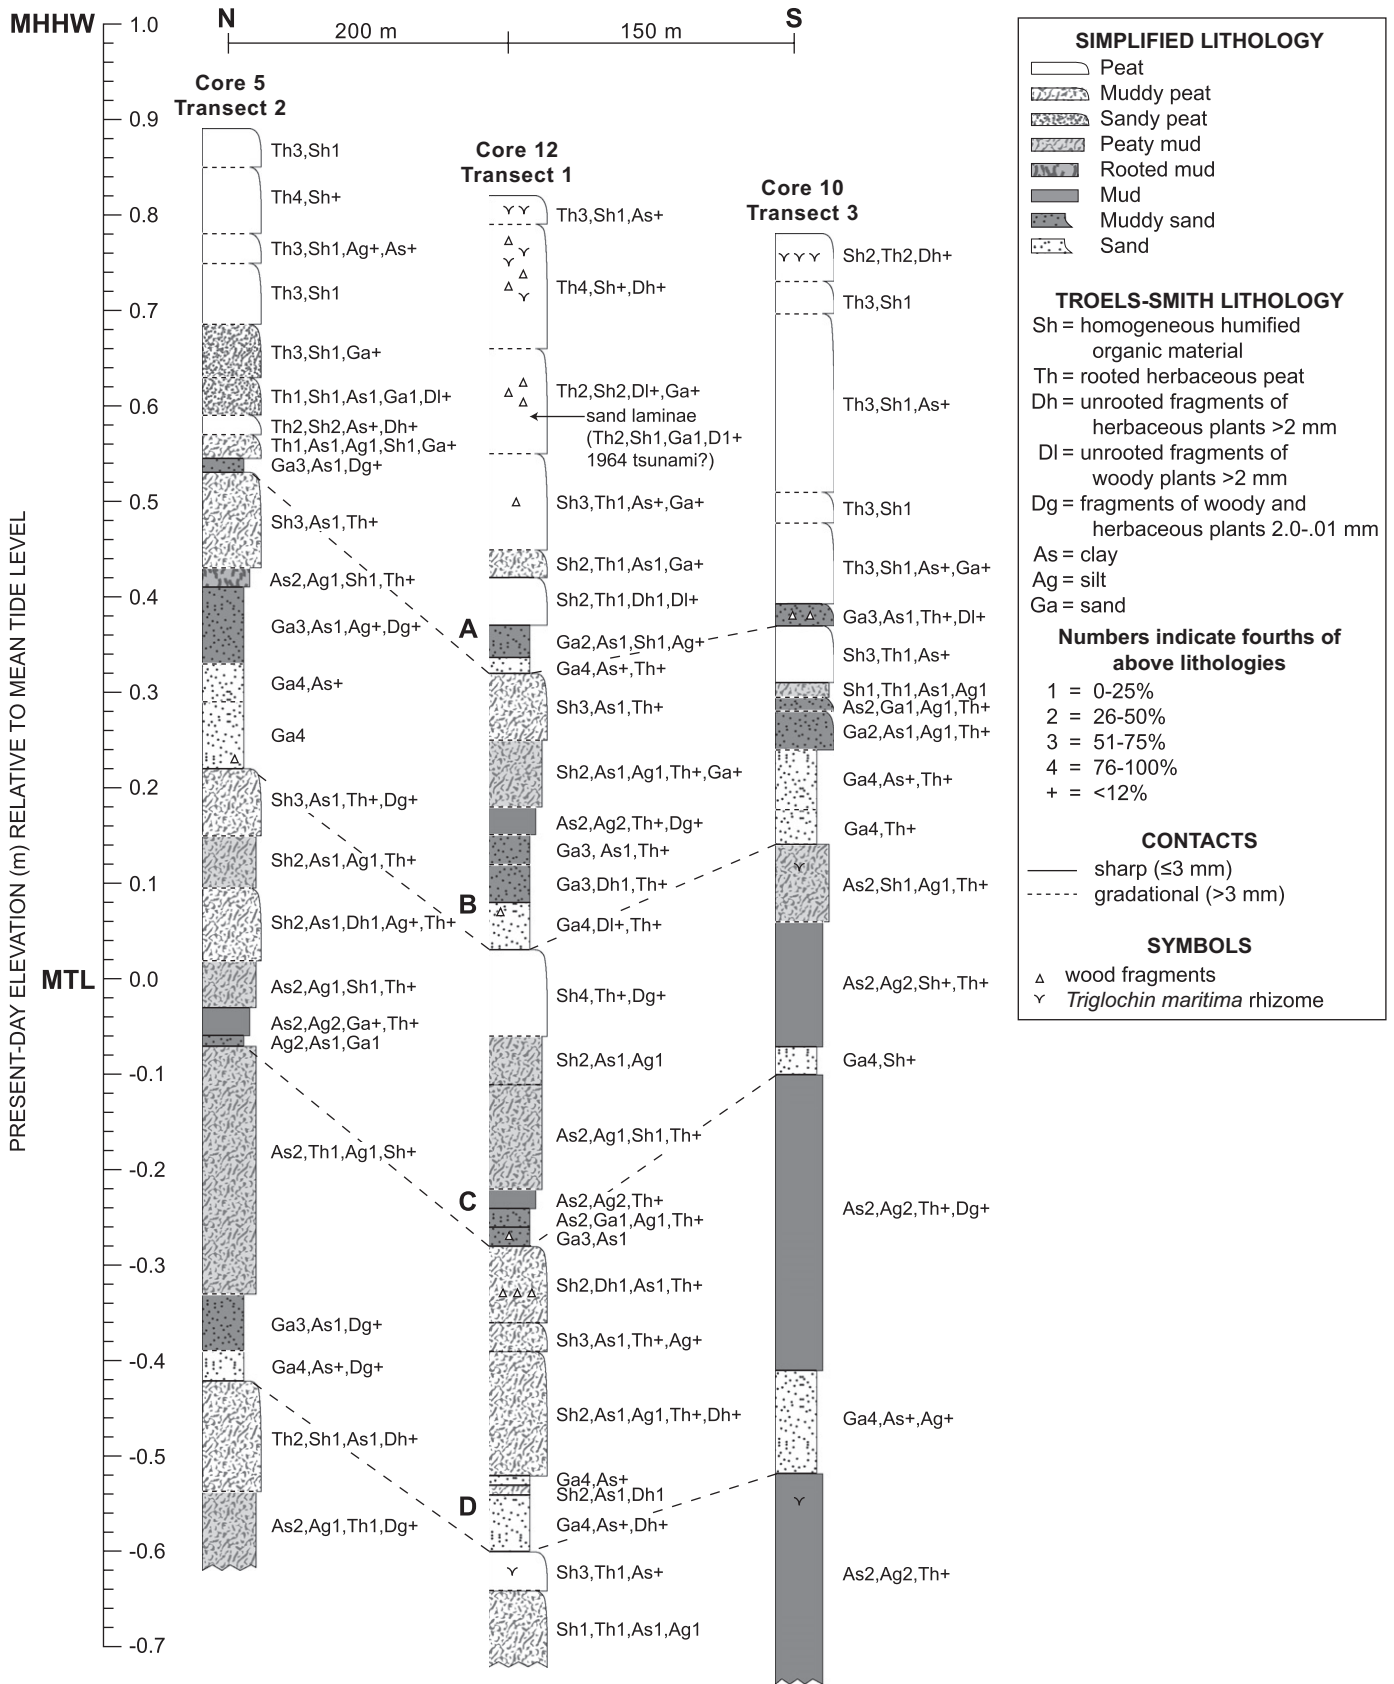 MHHW
N
S
200 m
150 m
PRESENT-DAY ELEVATION (m) RELATIVE TO MEAN TIDE LEVEL
1.0
0.9
0.8
0.7
0.6
0.5
0.4
0.3
0.2
0.1
MTL
0.0
-0.1
-0.2
-0.3
-0.4
-0.5
-0.6
-0.7
Core 5
Transect 2
Th3,Sh1
Th4,Sh+
Th3,Sh1,Ag+,As+
Th3,Sh1
Th3,Sh1,Ga+
Th1,Sh1,As1,Ga1,Dl+
Th2,Sh2,As+,Dh+
Th1,As1,Ag1,Sh1,Ga+
Ga3,As1,Dg+
Sh3,As1,Th+
As2,Ag1,Sh1,Th+
Ga3,As1,Ag+,Dg+
Ga4,As+
Ga4
Sh3,As1,Th+,Dg+
Sh2,As1,Ag1,Th+
Sh2,As1,Dh1,Ag+,Th+
As2,Ag1,Sh1,Th+
As2,Ag2,Ga+,Th+
Ag2,As1,Ga1
As2,Th1,Ag1,Sh+
Ga3,As1,Dg+
Ga4,As+,Dg+
Th2,Sh1,As1,Dh+
As2,Ag1,Th1,Dg+
Core 12
Transect 1
Th3,Sh1,As+
Th4,Sh+,Dh+
Th2,Sh2,Dl+,Ga+
sand laminae
(Th2,Sh1,Ga1,D1+
1964 tsunami?)
Sh3,Th1,As+,Ga+
Sh2,Th1,As1,Ga+
Sh2,Th1,Dh1,Dl+
A
Ga2,As1,Sh1,Ag+
Ga4,As+,Th+
Sh3,As1,Th+
Sh2,As1,Ag1,Th+,Ga+
As2,Ag2,Th+,Dg+
Ga3, As1,Th+
Ga3,Dh1,Th+
B
Ga4,Dl+,Th+
Sh4,Th+,Dg+
Sh2,As1,Ag1
As2,Ag1,Sh1,Th+
C
As2,Ag2,Th+
As2,Ga1,Ag1,Th+
Ga3,As1
Sh2,Dh1,As1,Th+
Sh3,As1,Th+,Ag+
Sh2,As1,Ag1,Th+,Dh+
Ga4,As+
Sh2,As1,Dh1
D
Ga4,As+,Dh+
Sh3,Th1,As+
Sh1,Th1,As1,Ag1
Core 10
Transect 3
Sh2,Th2,Dh+
Th3,Sh1
Th3,Sh1,As+
Th3,Sh1
Th3,Sh1,As+,Ga+
Ga3,As1,Th+,Dl+
Sh3,Th1,As+
Sh1,Th1,As1,Ag1
As2,Ga1,Ag1,Th+
Ga2,As1,Ag1,Th+
Ga4,As+,Th+
Ga4,Th+
As2,Sh1,Ag1,Th+
As2,Ag2,Sh+,Th+
Ga4,Sh+
As2,Ag2,Th+,Dg+
Ga4,As+,Ag+
As2,Ag2,Th+
SIMPLIFIED LITHOLOGY
Peat
Muddy peat
Sandy peat
Peaty mud
Rooted mud
Mud
Muddy sand
Sand
TROELS-SMITH LITHOLOGY
Sh = homogeneous humified
organic material
Th = rooted herbaceous peat
Dh = unrooted fragments of
herbaceous plants >2 mm
Dl = unrooted fragments of
woody plants >2 mm
Dg = fragments of woody and
herbaceous plants 2.0-.01 mm
As = clay
Ag = silt
Ga = sand
Numbers indicate fourths of
above lithologies
1 = 0-25%
2 = 26-50%
3 = 51-75%
4 = 76-100%
+ = <12%
CONTACTS
sharp (≤3 mm)
gradational (>3 mm)
SYMBOLS
wood fragments
Triglochin maritima rhizome